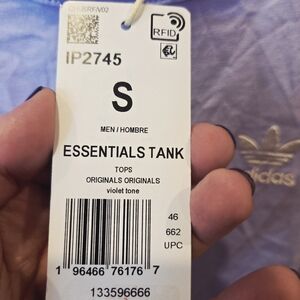 RFID
IP2745
S
MEN / HOMBRE
ESSENTIALS TANK
TOPS
ORIGINALS ORIGINALS
violet tone
46
662
UPC
1 96466 76176 7
133596666
adidas